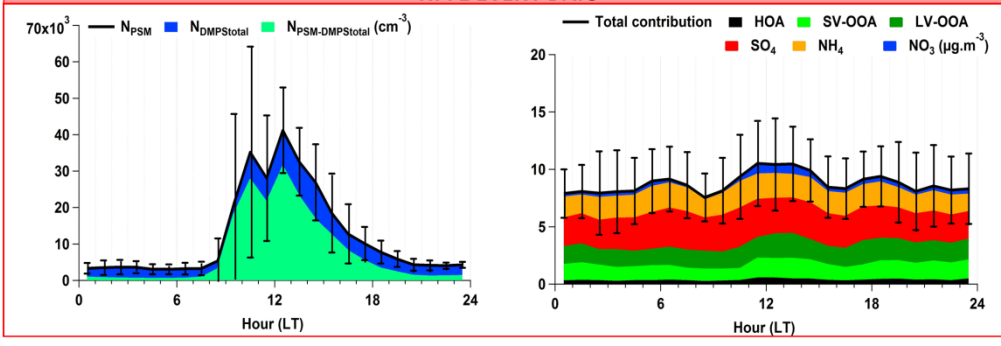 70x10³
60
50
40
30
20
10
0
N_PSM N_DMPStotal N_PSM-DMPStotal (cm⁻³)
0 6 12 18 24
Hour (LT)
Total contribution HOA SV-OOA LV-OOA
SO₄ NH₄ NO₃ (µg.m⁻³)
20
15
10
5
0
0 6 12 18 24
Hour (LT)